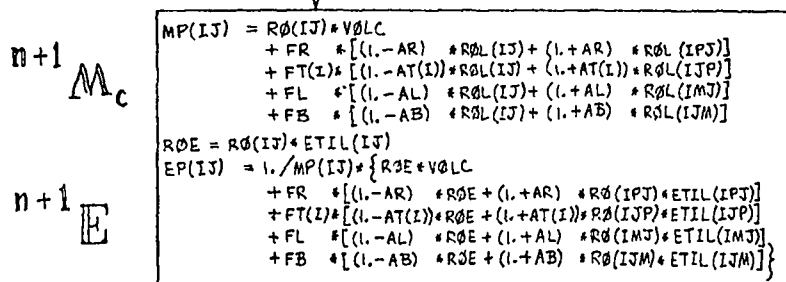 MP(IJ) = RØ(IJ)*VØLC
+ FR *[(1.-AR) *RØL(IJ)+ (1.+AR) *RØL(IPJ)]
n+1 Mc
+ FT(I)*[(1.-AT(I))*RØL(IJ) + (1.+AT(I))*RØL(IJP)]
+ FL *[(1.-AL) *RØL(IJ)+ (1.+AL) *RØL(IMJ)]
+ FB *[(1.-AB) *RØL(IJ)+ (1.+AB) *RØL(IJM)]
RØE = RØ(IJ)*ETIL(IJ)
EP(IJ) = 1./MP(IJ)*{RØE*VØLC
n+1 E
+ FR *[(1.-AR) *RØE + (1.+AR) *RØ(IPJ)*ETIL(IPJ)]
+ FT(I)*[(1.-AT(I))*RØE + (1.+AT(I))*RØ(IJP)*ETIL(IJP)]
+ FL *[(1.-AL) *RØE + (1.+AL) *RØ(IMJ)*ETIL(IMJ)]
+ FB *[(1.-AB) *RØE + (1.+AB) *RØ(IJM)*ETIL(IJM)]}